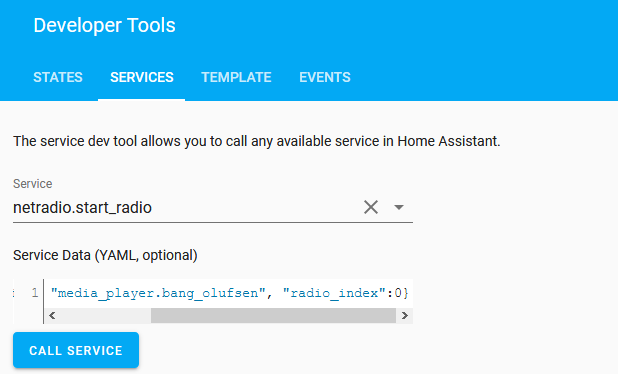 Developer Tools
STATES SERVICES TEMPLATE EVENTS
The service dev tool allows you to call any available service in Home Assistant.
Service
netradio.start_radio
Service Data (YAML, optional)
1 "media_player.bang_olufsen", "radio_index":0}
CALL SERVICE